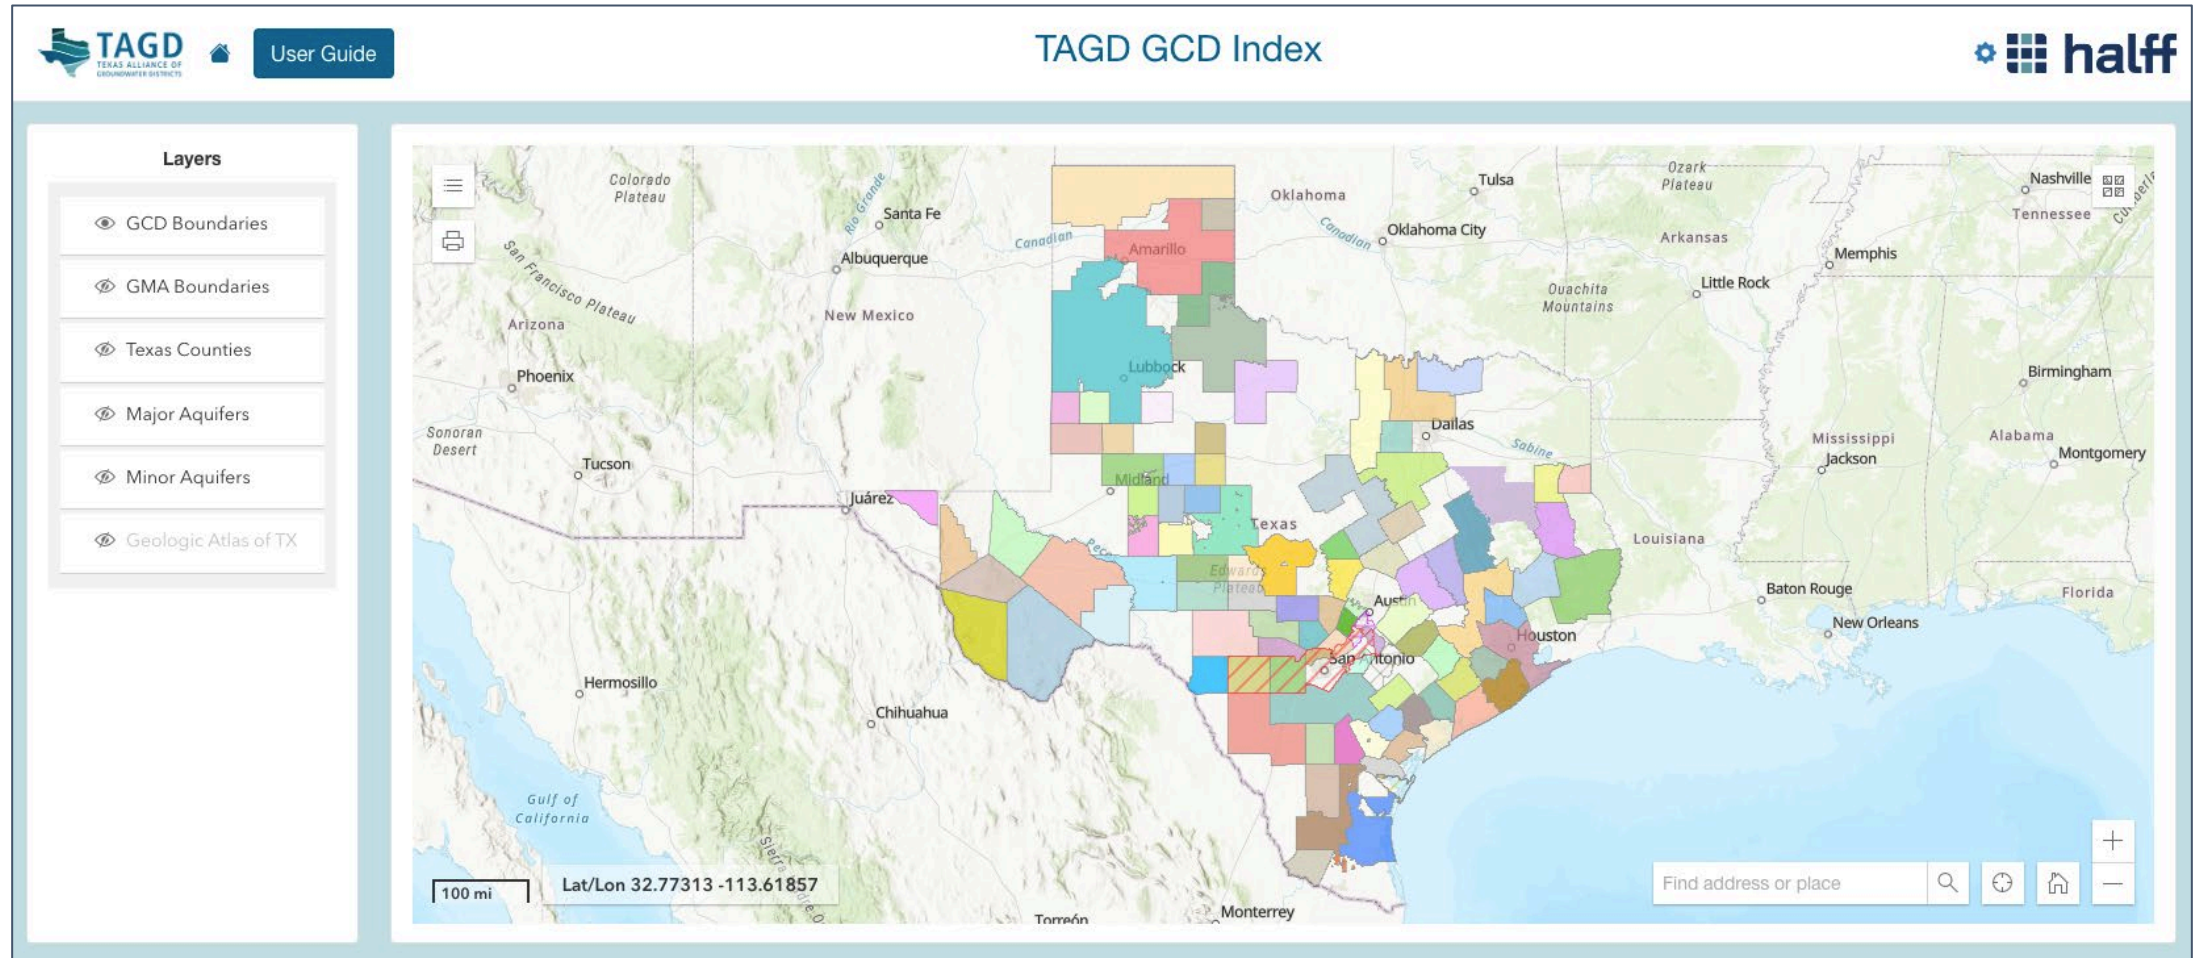 TAGD
TEXAS ALLIANCE OF
GROUNDWATER DISTRICTS
User Guide
TAGD GCD Index
halff
Layers
GCD Boundaries
GMA Boundaries
Texas Counties
Major Aquifers
Minor Aquifers
Geologic Atlas of TX
Colorado
Plateau
Rio Grande
Santa Fe
Albuquerque
San Francisco Plateau
Arizona
New Mexico
Phoenix
Sonoran
Desert
Tucson
Juárez
Hermosillo
Chihuahua
Gulf of
California
Canadian
Amarillo
Lubbock
Midland
Texas
Edwards
Plateau
Austin
San Antonio
Houston
Dallas
Sabine
Oklahoma
Canadian
Oklahoma City
Tulsa
Ozark
Plateau
Arkansas
Little Rock
Ouachita
Mountains
Memphis
Nashville
Tennessee
Birmingham
Mississippi
Jackson
Alabama
Montgomery
Louisiana
Baton Rouge
New Orleans
Florida
100 mi
Lat/Lon 32.77313 -113.61857
Torreón
Monterrey
Find address or place